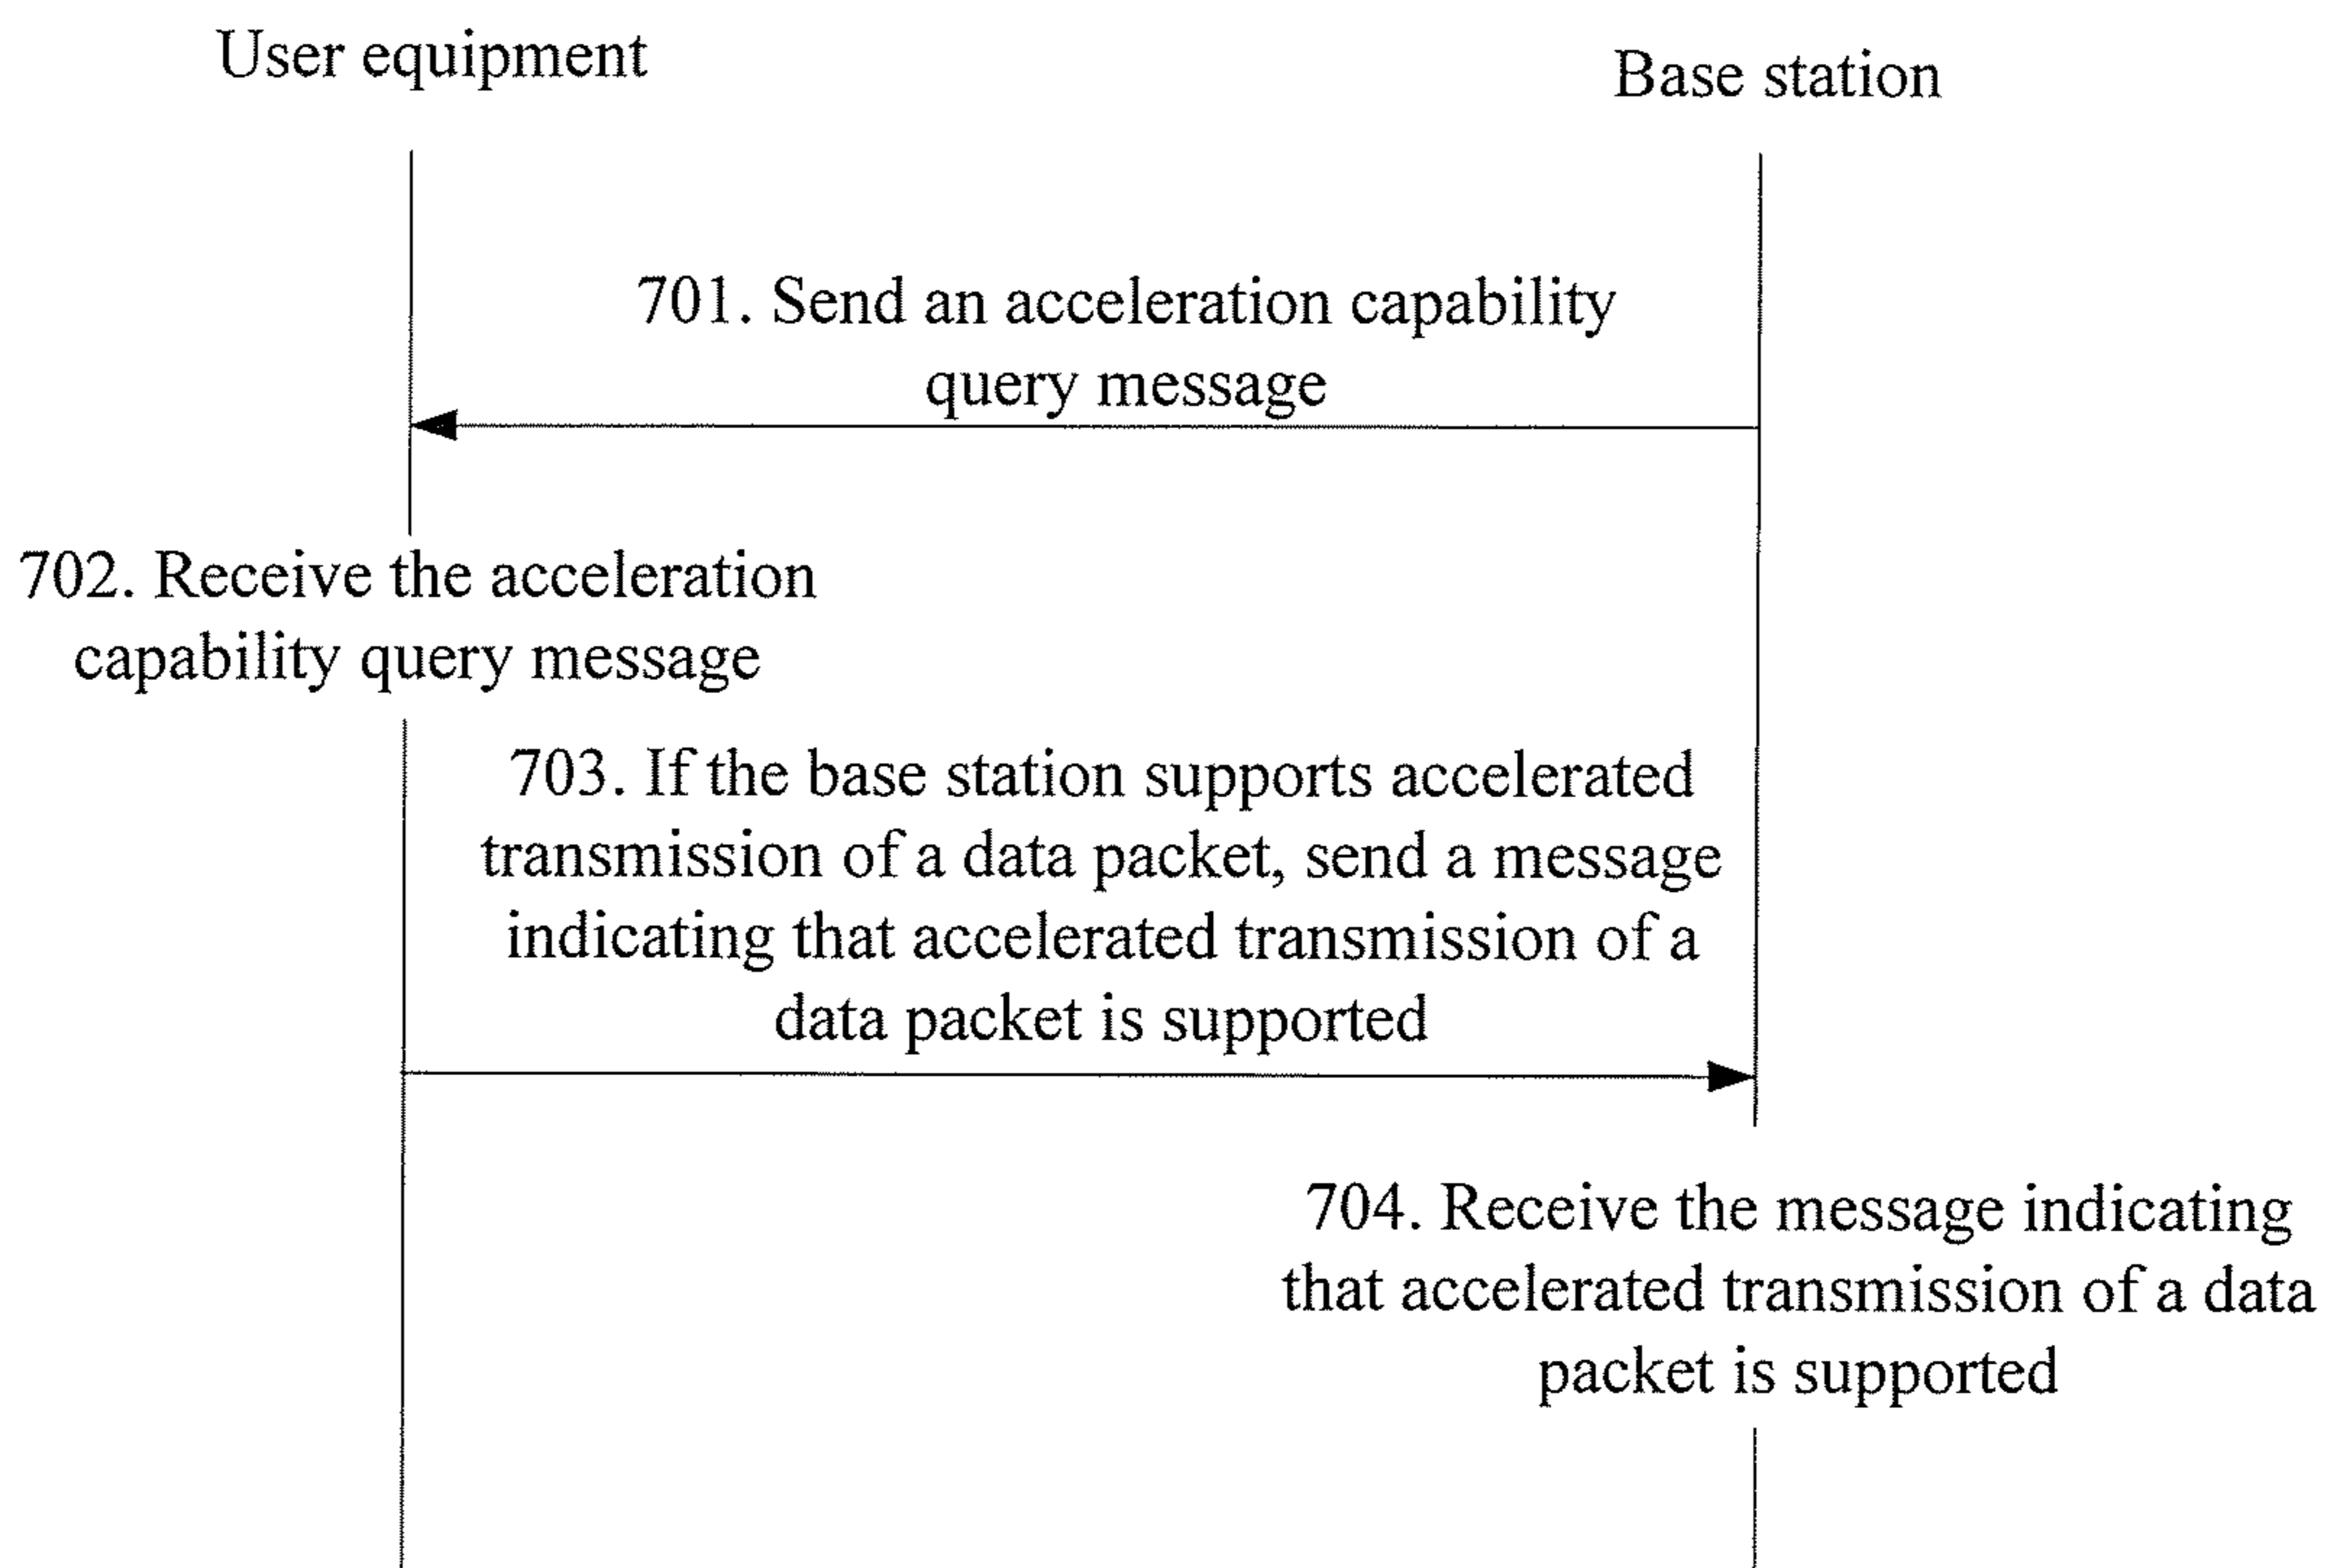 User equipment
Base station
701. Send an acceleration capability
query message
702. Receive the acceleration
capability query message
703. If the base station supports accelerated
transmission of a data packet, send a message
indicating that accelerated transmission of a
data packet is supported
704. Receive the message indicating
that accelerated transmission of a data
packet is supported